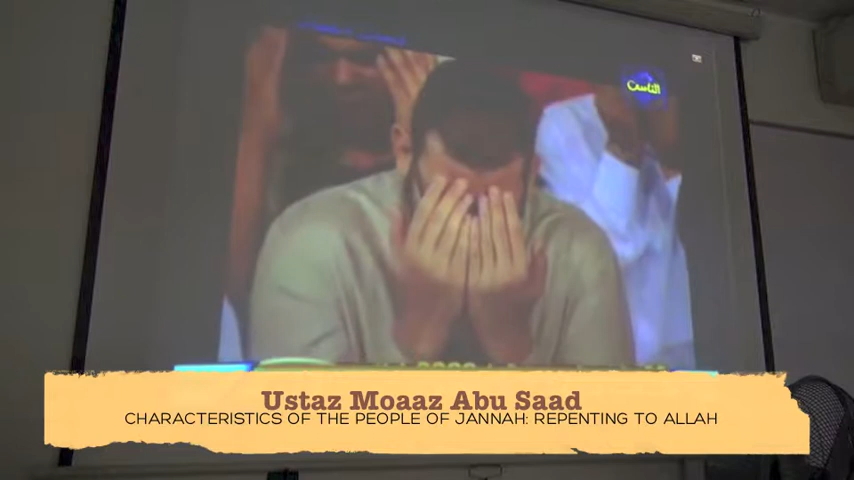 الناس
Ustaz Moaaz Abu Saad
CHARACTERISTICS OF THE PEOPLE OF JANNAH: REPENTING TO ALLAH